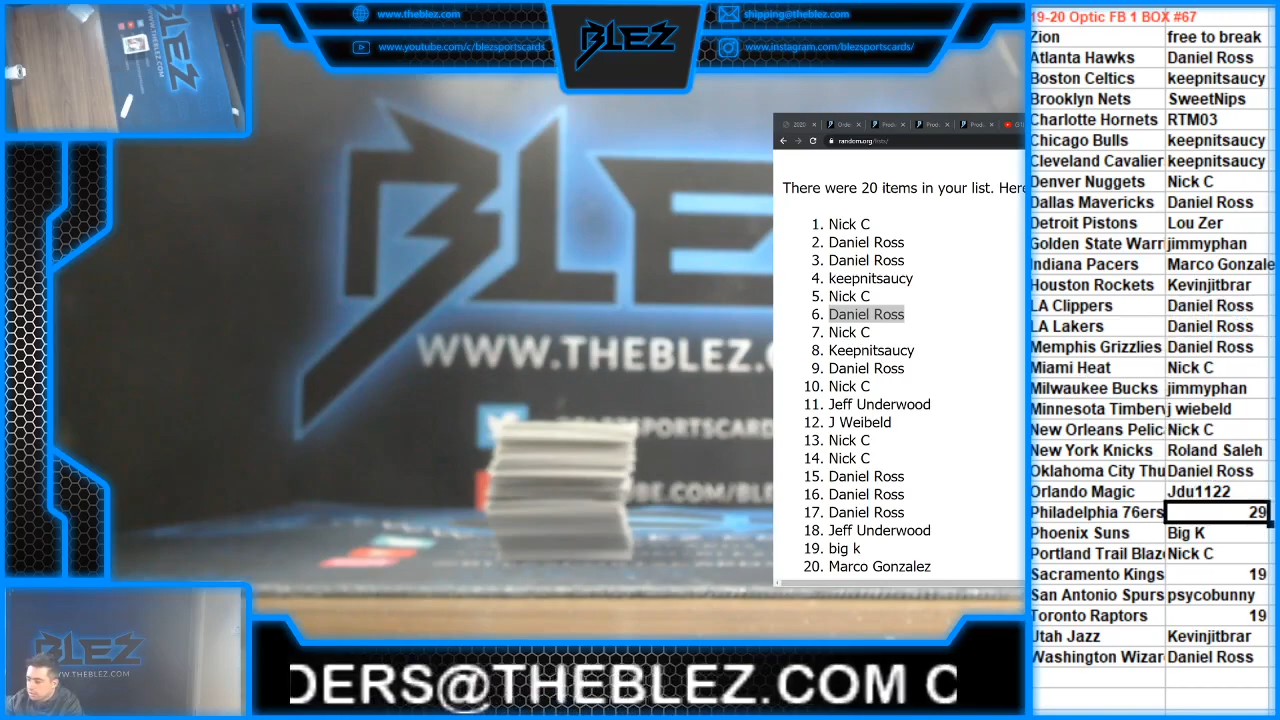 www.theblez.com
shipping@theblez.com
www.youtube.com/c/blezsportscards
www.instagram.com/blezsportscards/
BLEZ
BLEZ
WWW.THEBLEZ.C
random.org/lists/
There were 20 items in your list. Here
1. Nick C
2. Daniel Ross
3. Daniel Ross
4. keepnitsaucy
5. Nick C
6. Daniel Ross
7. Nick C
8. Keepnitsaucy
9. Daniel Ross
10. Nick C
11. Jeff Underwood
12. J Weibeld
13. Nick C
14. Nick C
15. Daniel Ross
16. Daniel Ross
17. Daniel Ross
18. Jeff Underwood
19. big k
20. Marco Gonzalez
19-20 Optic FB 1 BOX #67
Zion free to break
Atlanta Hawks Daniel Ross
Boston Celtics keepnitsaucy
Brooklyn Nets SweetNips
Charlotte Hornets RTM03
Chicago Bulls keepnitsaucy
Cleveland Cavalier keepnitsaucy
Denver Nuggets Nick C
Dallas Mavericks Daniel Ross
Detroit Pistons Lou Zer
Golden State Warr jimmyphan
Indiana Pacers Marco Gonzale
Houston Rockets Kevinjitbrar
LA Clippers Daniel Ross
LA Lakers Daniel Ross
Memphis Grizzlies Daniel Ross
Miami Heat Nick C
Milwaukee Bucks jimmyphan
Minnesota Timberv j wiebeld
New Orleans Pelic Nick C
New York Knicks Roland Saleh
Oklahoma City Thu Daniel Ross
Orlando Magic Jdu1122
Philadelphia 76ers 29
Phoenix Suns Big K
Portland Trail Blaz Nick C
Sacramento Kings 19
San Antonio Spurs psycobunny
Toronto Raptors 19
Utah Jazz Kevinjitbrar
Washington Wizar Daniel Ross
BLEZ
WWW.THEBLEZ.COM
DERS@THEBLEZ.COM C